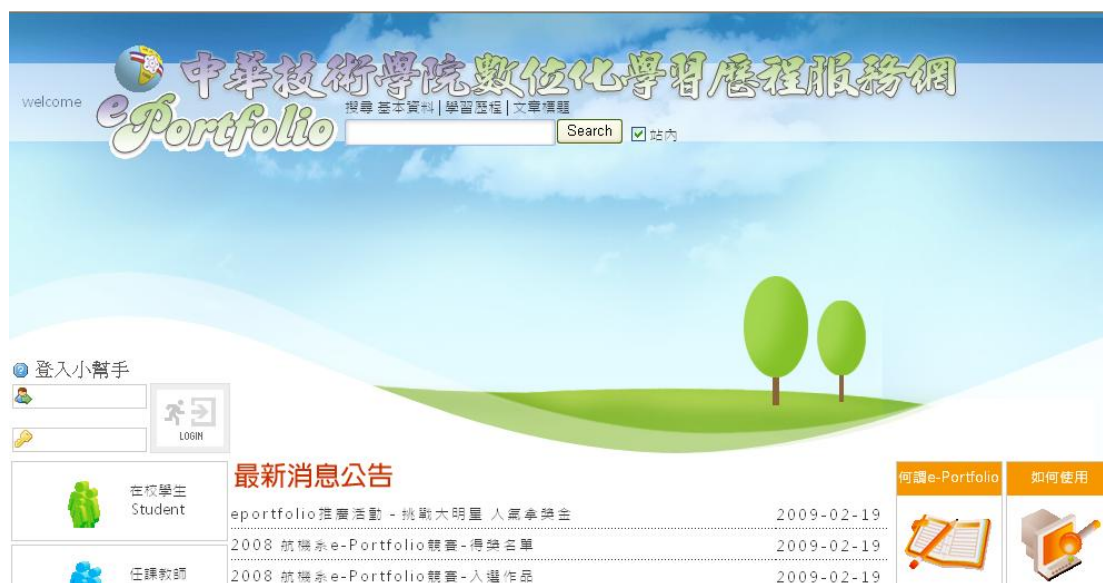 中華技術學院數位化學習歷程服務網
welcome
ePortfolio
搜尋 基本資料 | 學習歷程 | 文章標題
Search
站內
登入小幫手
LOGIN
在校學生
Student
任課教師
最新消息公告
eportfolio推廣活動 - 挑戰大明星 人氣拿獎金 2009-02-19
2008 航機系e-Portfolio競賽-得獎名單 2009-02-19
2008 航機系e-Portfolio競賽-入選作品 2009-02-19
何謂e-Portfolio
如何使用